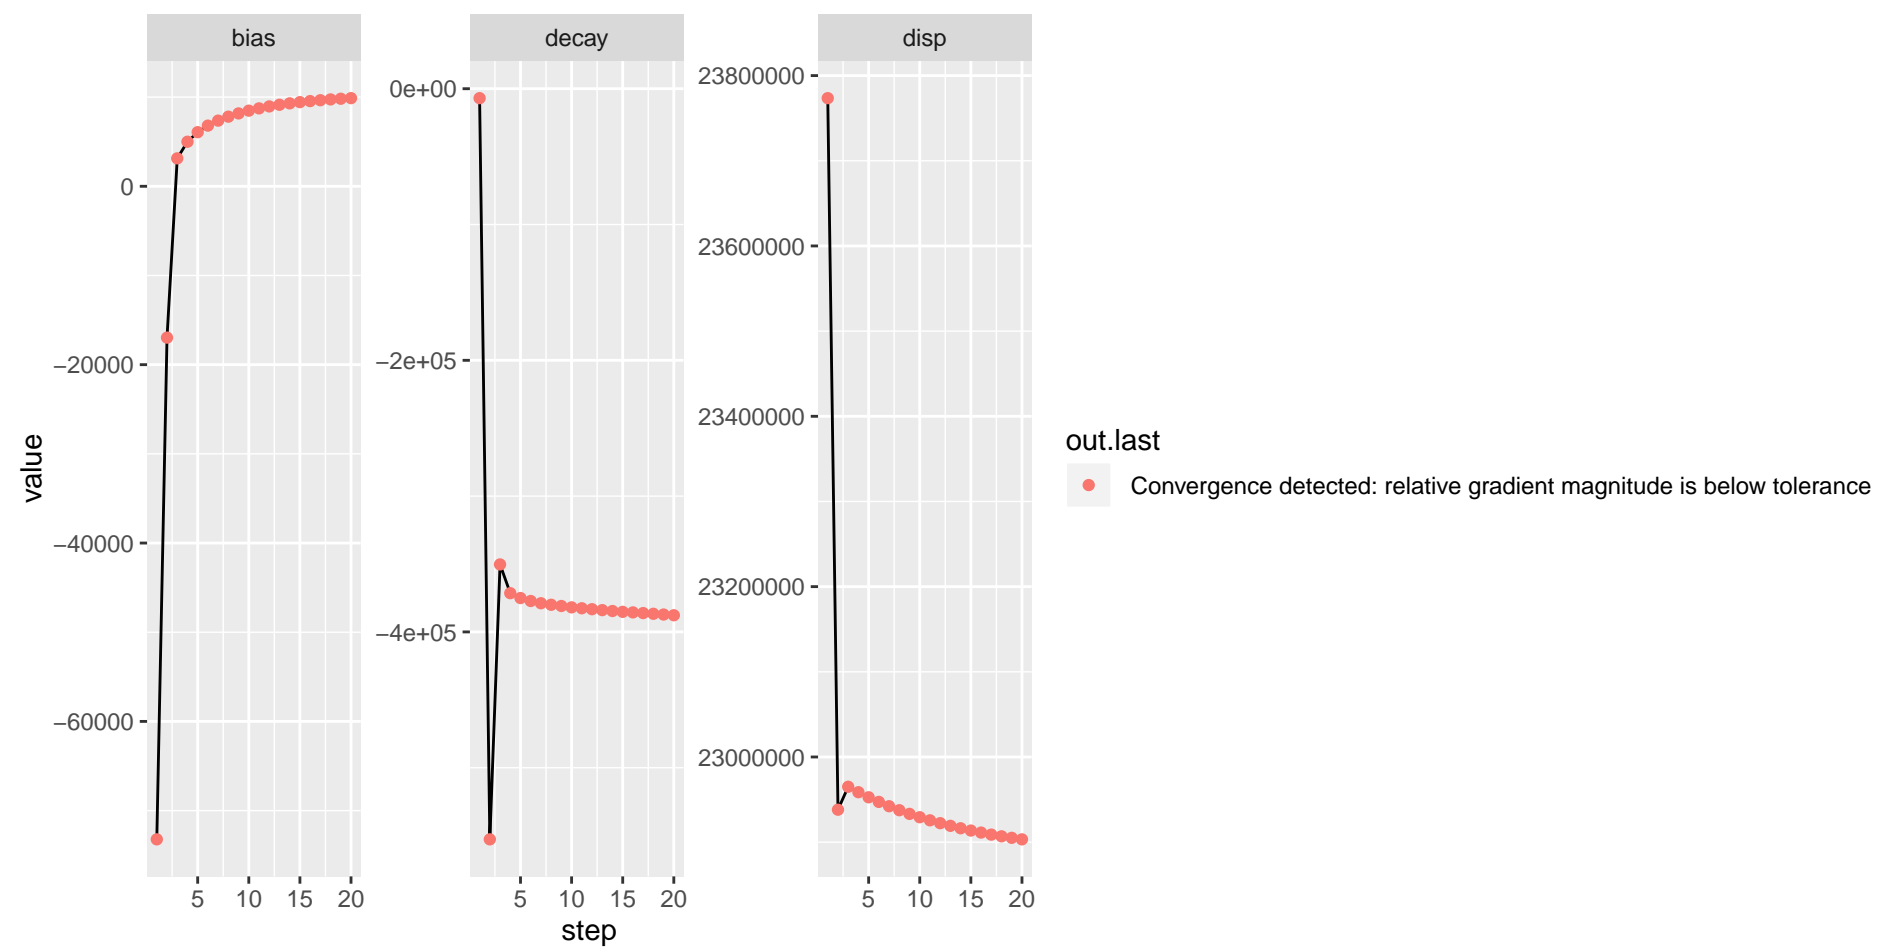 bias
decay
disp
value
0
−20000
−40000
−60000
0e+00
−2e+05
−4e+05
23800000
23600000
23400000
23200000
23000000
5 10 15 20
5 10 15 20
5 10 15 20
step
out.last
Convergence detected: relative gradient magnitude is below tolerance